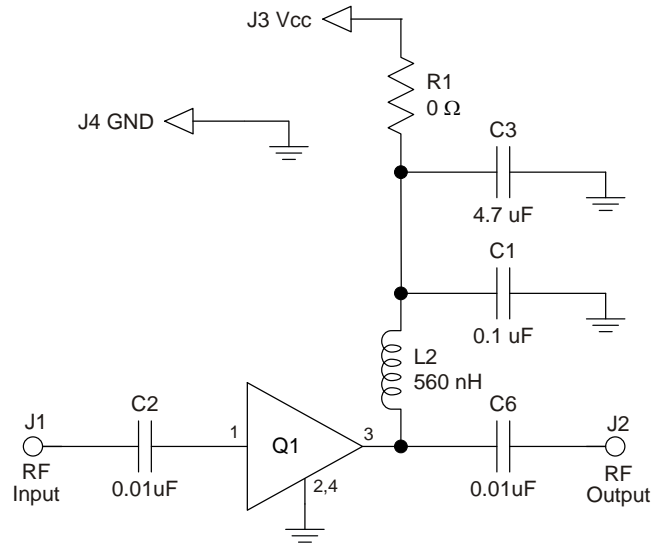 J3 Vcc
R1
0 Ω
J4 GND
C3
4.7 uF
C1
0.1 uF
L2
560 nH
J1
RF
Input
C2
0.01uF
1
Q1
3
2,4
C6
0.01uF
J2
RF
Output